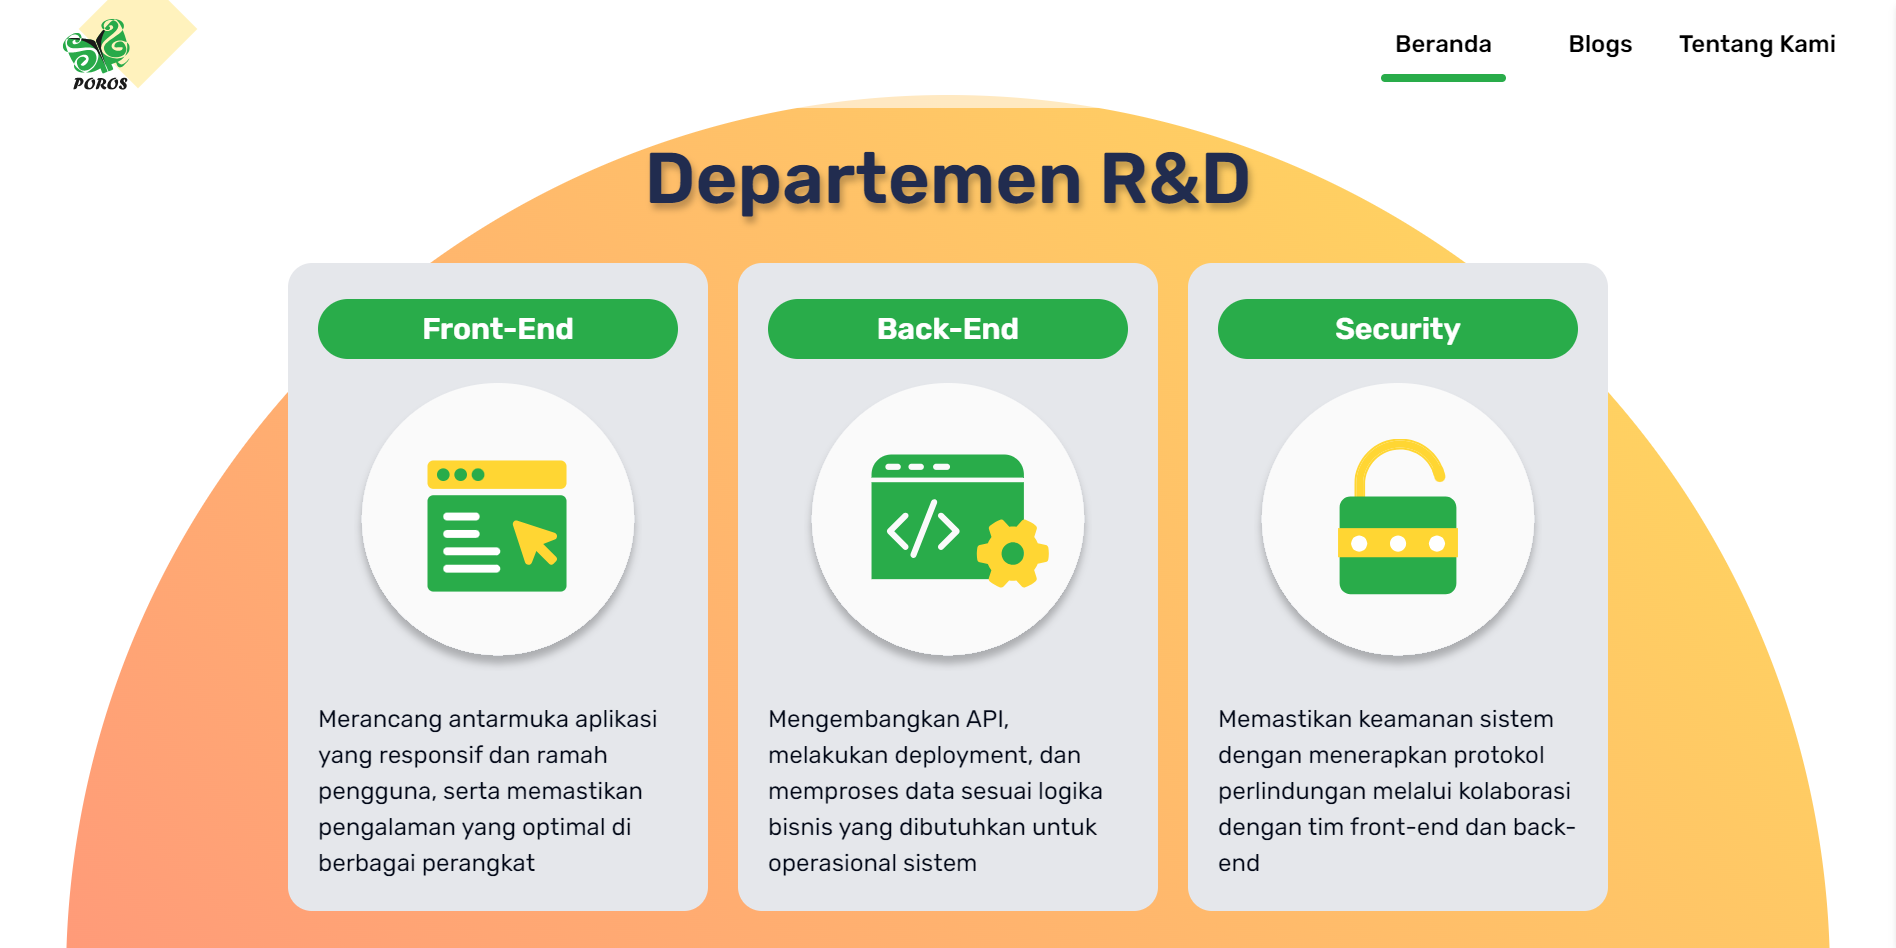 POROS
Beranda
Blogs
Tentang Kami
Departemen R&D
Front-End
Merancang antarmuka aplikasi
yang responsif dan ramah
pengguna, serta memastikan
pengalaman yang optimal di
berbagai perangkat
Back-End
</>
Mengembangkan API,
melakukan deployment, dan
memproses data sesuai logika
bisnis yang dibutuhkan untuk
operasional sistem
Security
Memastikan keamanan sistem
dengan menerapkan protokol
perlindungan melalui kolaborasi
dengan tim front-end dan back-
end